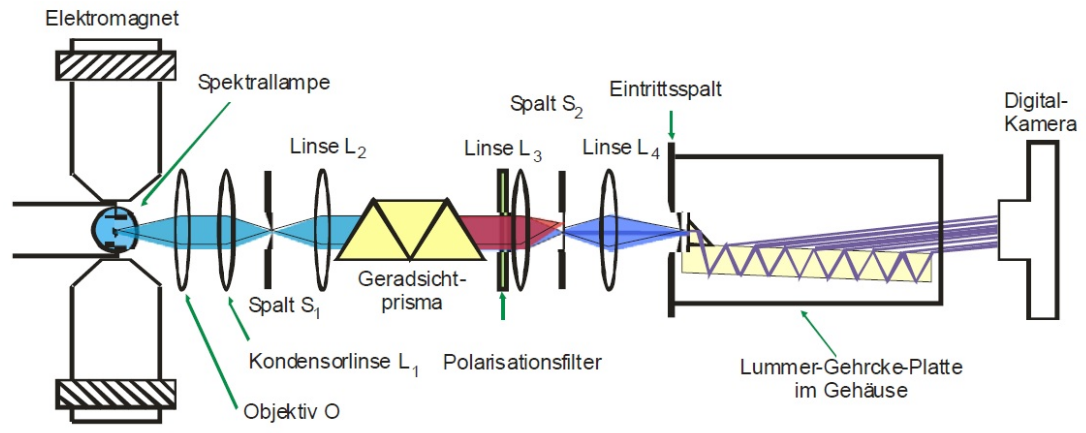 Elektromagnet
Spektrallampe
Linse L2
Linse L3
Spalt S2
Linse L4
Eintrittsspalt
Digital-
Kamera
Geradsicht-
prisma
Spalt S1
Kondensorlinse L1
Objektiv O
Polarisationsfilter
Lummer-Gehrcke-Platte
im Gehäuse